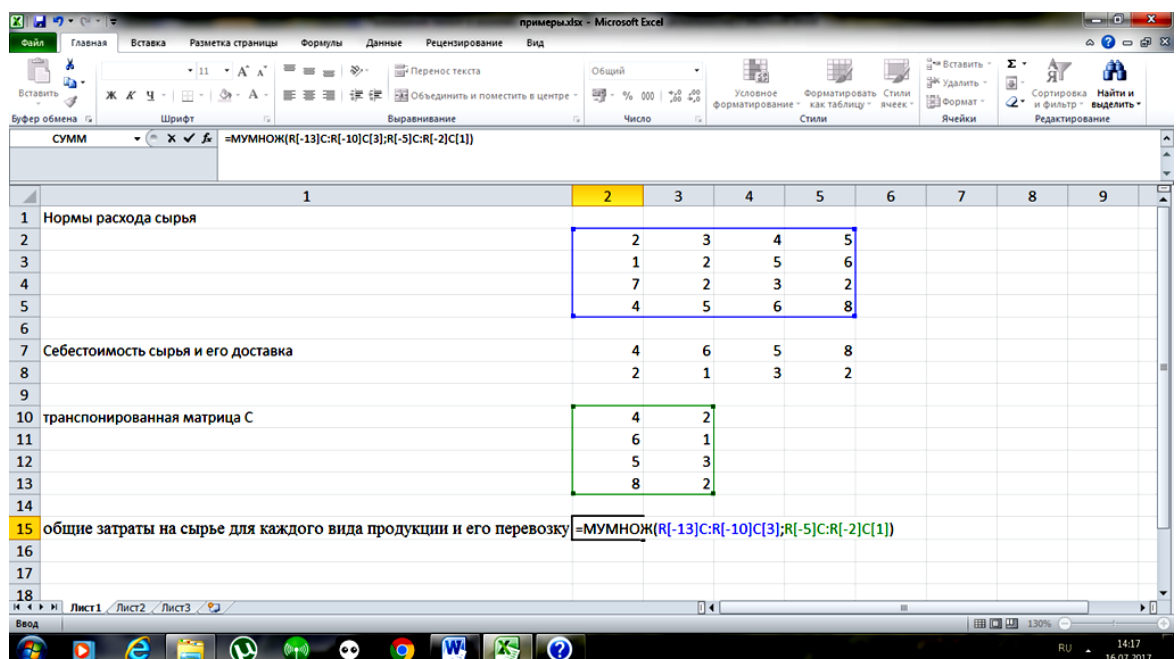 примеры.xlsx - Microsoft Excel
Файл Главная Вставка Разметка страницы Формулы Данные Рецензирование Вид
Вставить
Ж К Ч
11 А А
А
Перенос текста
Объединить и поместить в центре
Общий
% 000
Условное форматирование
Форматировать как таблицу
Стили ячеек
Вставить
Удалить
Формат
Σ
Сортировка и фильтр
Найти и выделить
Буфер обмена Шрифт Выравнивание Число Стили Ячейки Редактирование
СУММ fx =МУМНОЖ(R[-13]C:R[-10]C[3];R[-5]C:R[-2]C[1])
1 2 3 4 5 6 7 8 9
1 Нормы расхода сырья
2 2 3 4 5
3 1 2 5 6
4 7 2 3 2
5 4 5 6 8
6
7 Себестоимость сырья и его доставка 4 6 5 8
8 2 1 3 2
9
10 транспонированная матрица С 4 2
11 6 1
12 5 3
13 8 2
14
15 общие затраты на сырье для каждого вида продукции и его перевозку =МУМНОЖ(R[-13]C:R[-10]C[3];R[-5]C:R[-2]C[1])
16
17
18
Лист1 Лист2 Лист3
Ввод 130%
RU 14:17
16.07.2017